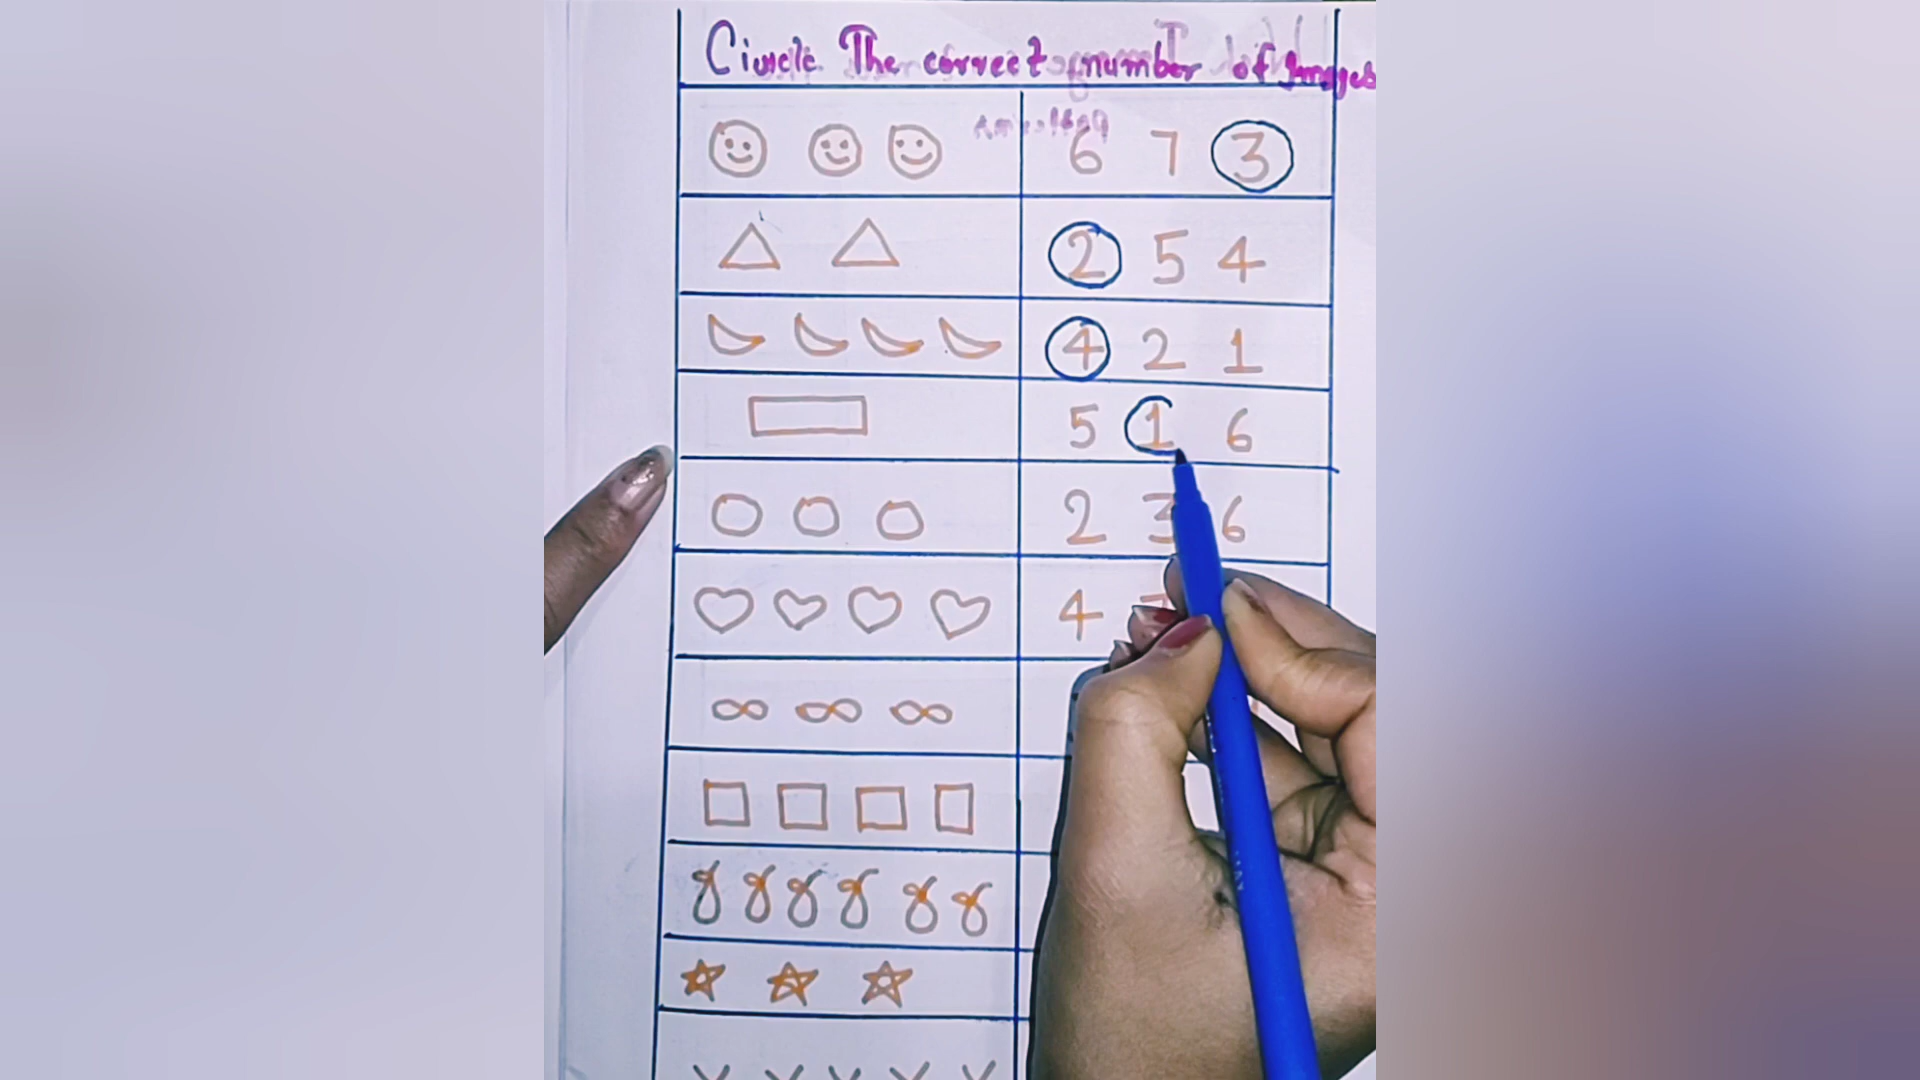 Circle The correct number of Images
6 7 3
2 5 4
4 2 1
5 1 6
2 3 6
4